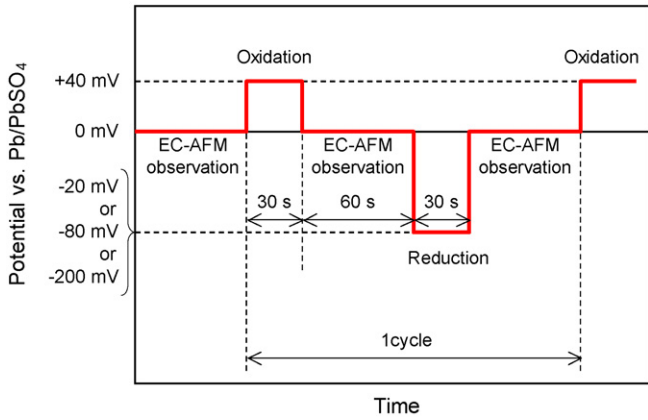 Potential vs. Pb/PbSO4
+40 mV
0 mV
-20 mV
or
-80 mV
or
-200 mV
Oxidation
Oxidation
EC-AFM
observation
EC-AFM
observation
EC-AFM
observation
30 s
60 s
30 s
Reduction
1cycle
Time